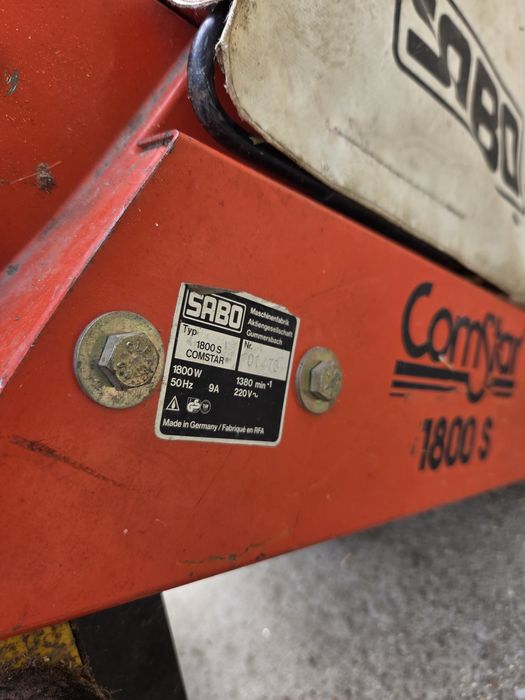 SABO
SABO
Maschinenfabrik
Aktiengesellschaft
Gummersbach
Typ
Nr.
1800 S
COMSTAR
1800 W
1380 min⁻¹
50 Hz 9A 220 V~
Made in Germany / Fabriqué en RFA
ComStar
1800 S